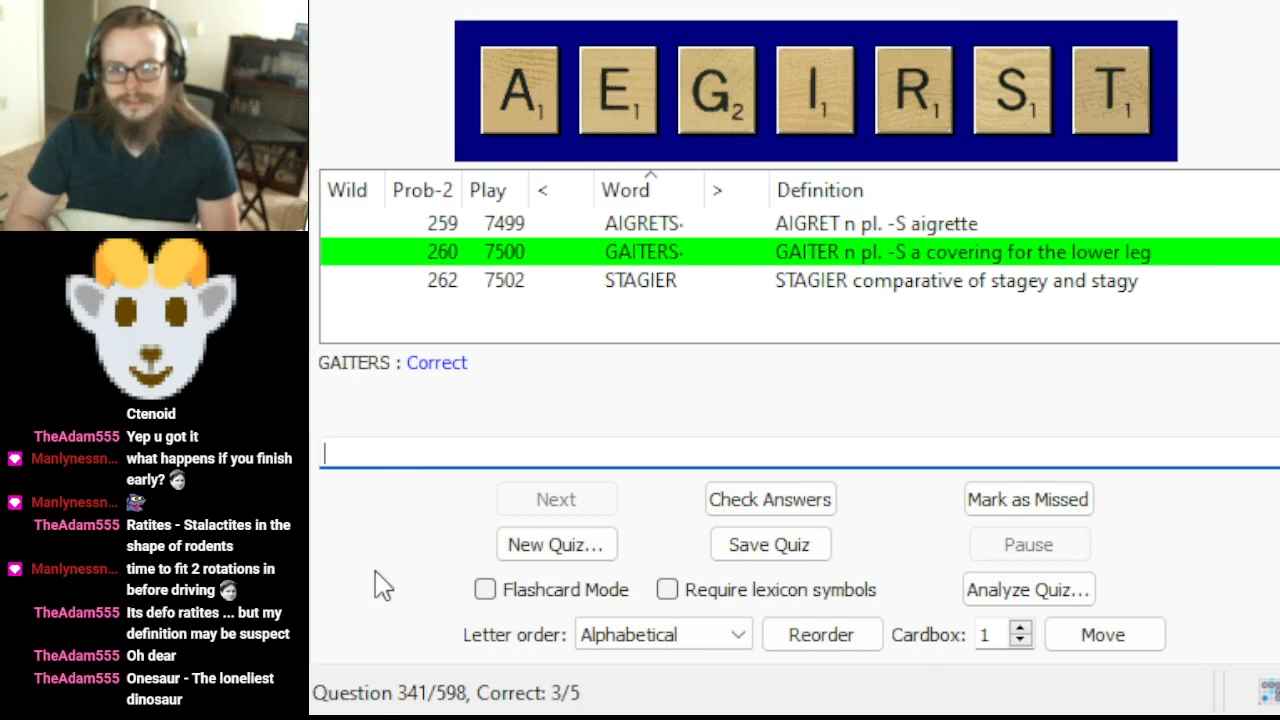 A1 E1 G2 I1 R1 S1 T1
Wild Prob-2 Play < Word > Definition
259 7499 AIGRETS· AIGRET n pl. -S aigrette
260 7500 GAITERS· GAITER n pl. -S a covering for the lower leg
262 7502 STAGIER STAGIER comparative of stagey and stagy
GAITERS : Correct
Next Check Answers Mark as Missed
New Quiz... Save Quiz Pause
Flashcard Mode Require lexicon symbols Analyze Quiz...
Letter order: Alphabetical Reorder Cardbox: 1 Move
Question 341/598, Correct: 3/5
Ctenoid
TheAdam555 Yep u got it
Manlynessn... what happens if you finish
early?
Manlynessn...
TheAdam555 Ratites - Stalactites in the
shape of rodents
Manlynessn... time to fit 2 rotations in
before driving
TheAdam555 Its defo ratites ... but my
definition may be suspect
TheAdam555 Oh dear
TheAdam555 Onesaur - The loneliest
dinosaur